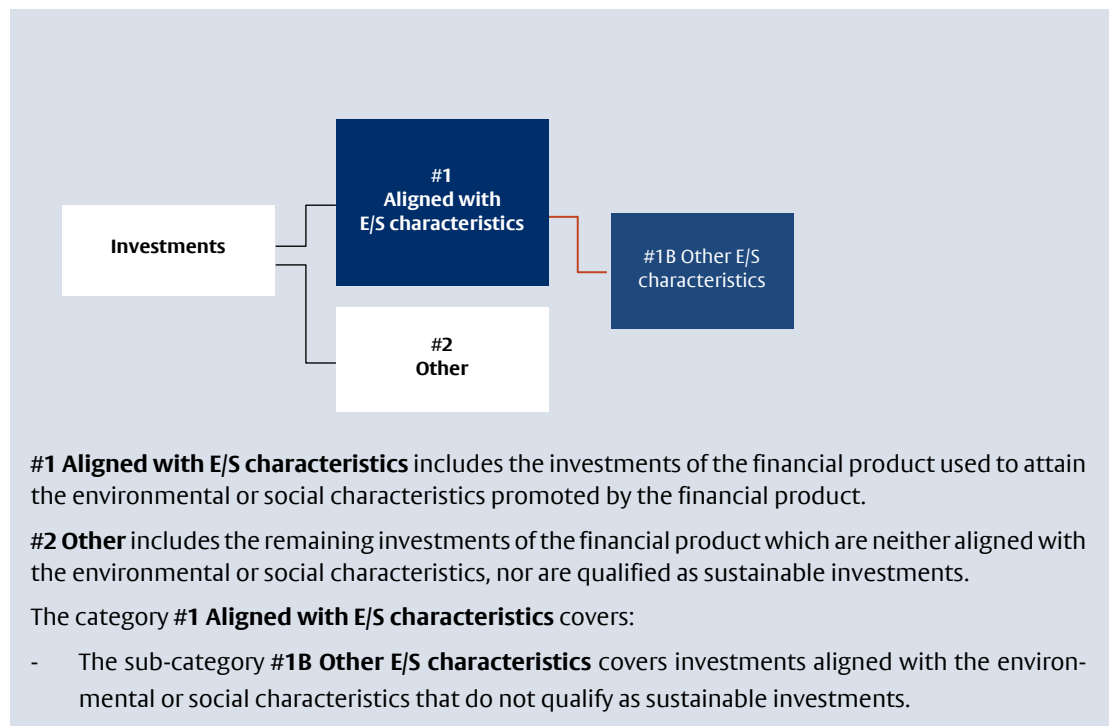 #1
Aligned with
E/S characteristics
Investments
#1B Other E/S
characteristics
#2
Other
#1 Aligned with E/S characteristics includes the investments of the financial product used to attain
the environmental or social characteristics promoted by the financial product.
#2 Other includes the remaining investments of the financial product which are neither aligned with
the environmental or social characteristics, nor are qualified as sustainable investments.
The category #1 Aligned with E/S characteristics covers:
- The sub-category #1B Other E/S characteristics covers investments aligned with the environ-
mental or social characteristics that do not qualify as sustainable investments.